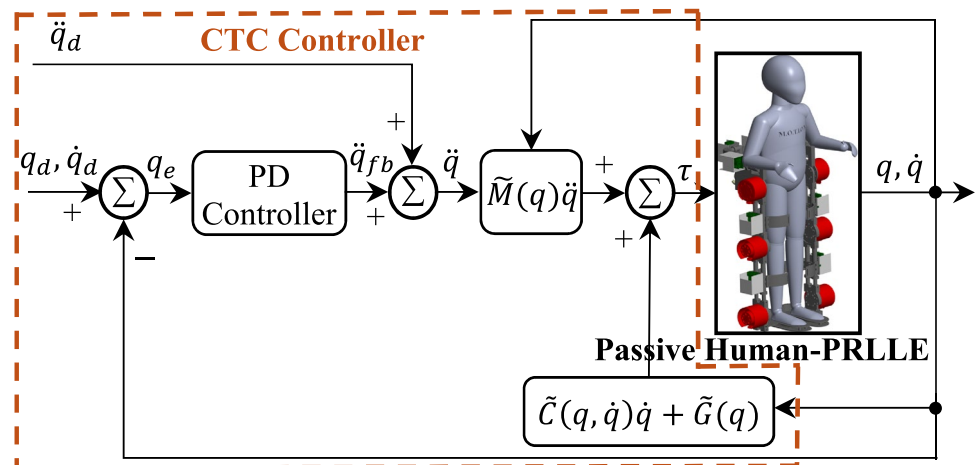 q̈_d
CTC Controller
q_d, q̇_d
+
Σ
−
q_e
PD
Controller
q̈_fb
+
+
Σ
q̈
M̃(q)q̈
+
+
Σ
τ
q, q̇
Passive Human-PRLLE
C̃(q, q̇)q̇ + G̃(q)